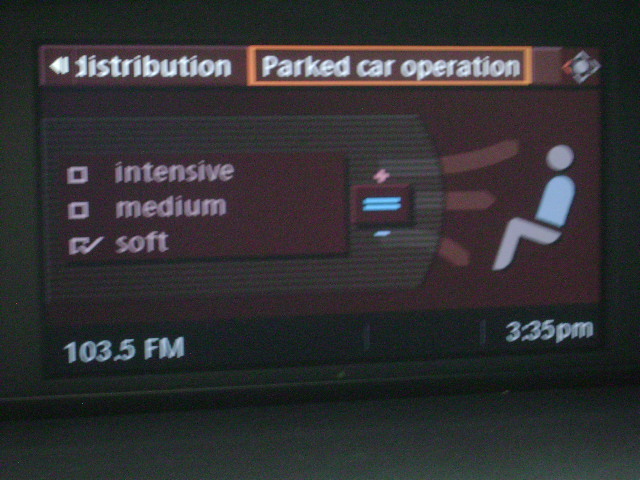 distribution Parked car operation
intensive
medium
soft
103.5 FM 3:35pm